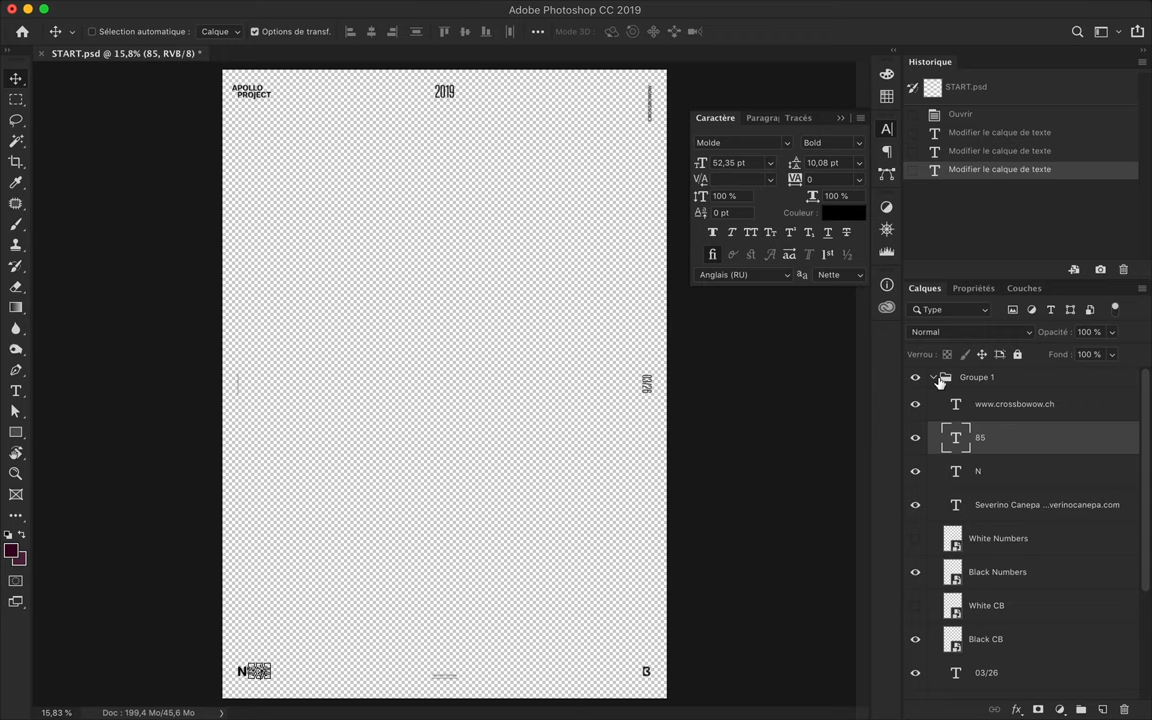 Adobe Photoshop CC 2019
Sélection automatique : Calque Options de transf. Mode 3D :
START.psd @ 15,8% (85, RVB/8) *
Historique
START.psd
Ouvrir
Modifier le calque de texte
Modifier le calque de texte
Modifier le calque de texte
APOLLO
PROJECT
2019
03/26
N
B
Caractère Paragra Tracés
Molde Bold
52,35 pt 10,08 pt
0
100 % 100 %
0 pt Couleur :
Anglais (RU) Nette
Calques Propriétés Couches
Type
Normal Opacité : 100 %
Verrou : Fond : 100 %
Groupe 1
www.crossbowow.ch
85
N
Severino Canepa ...verinocanepa.com
White Numbers
Black Numbers
White CB
Black CB
03/26
15,83 % Doc : 199,4 Mo/45,6 Mo